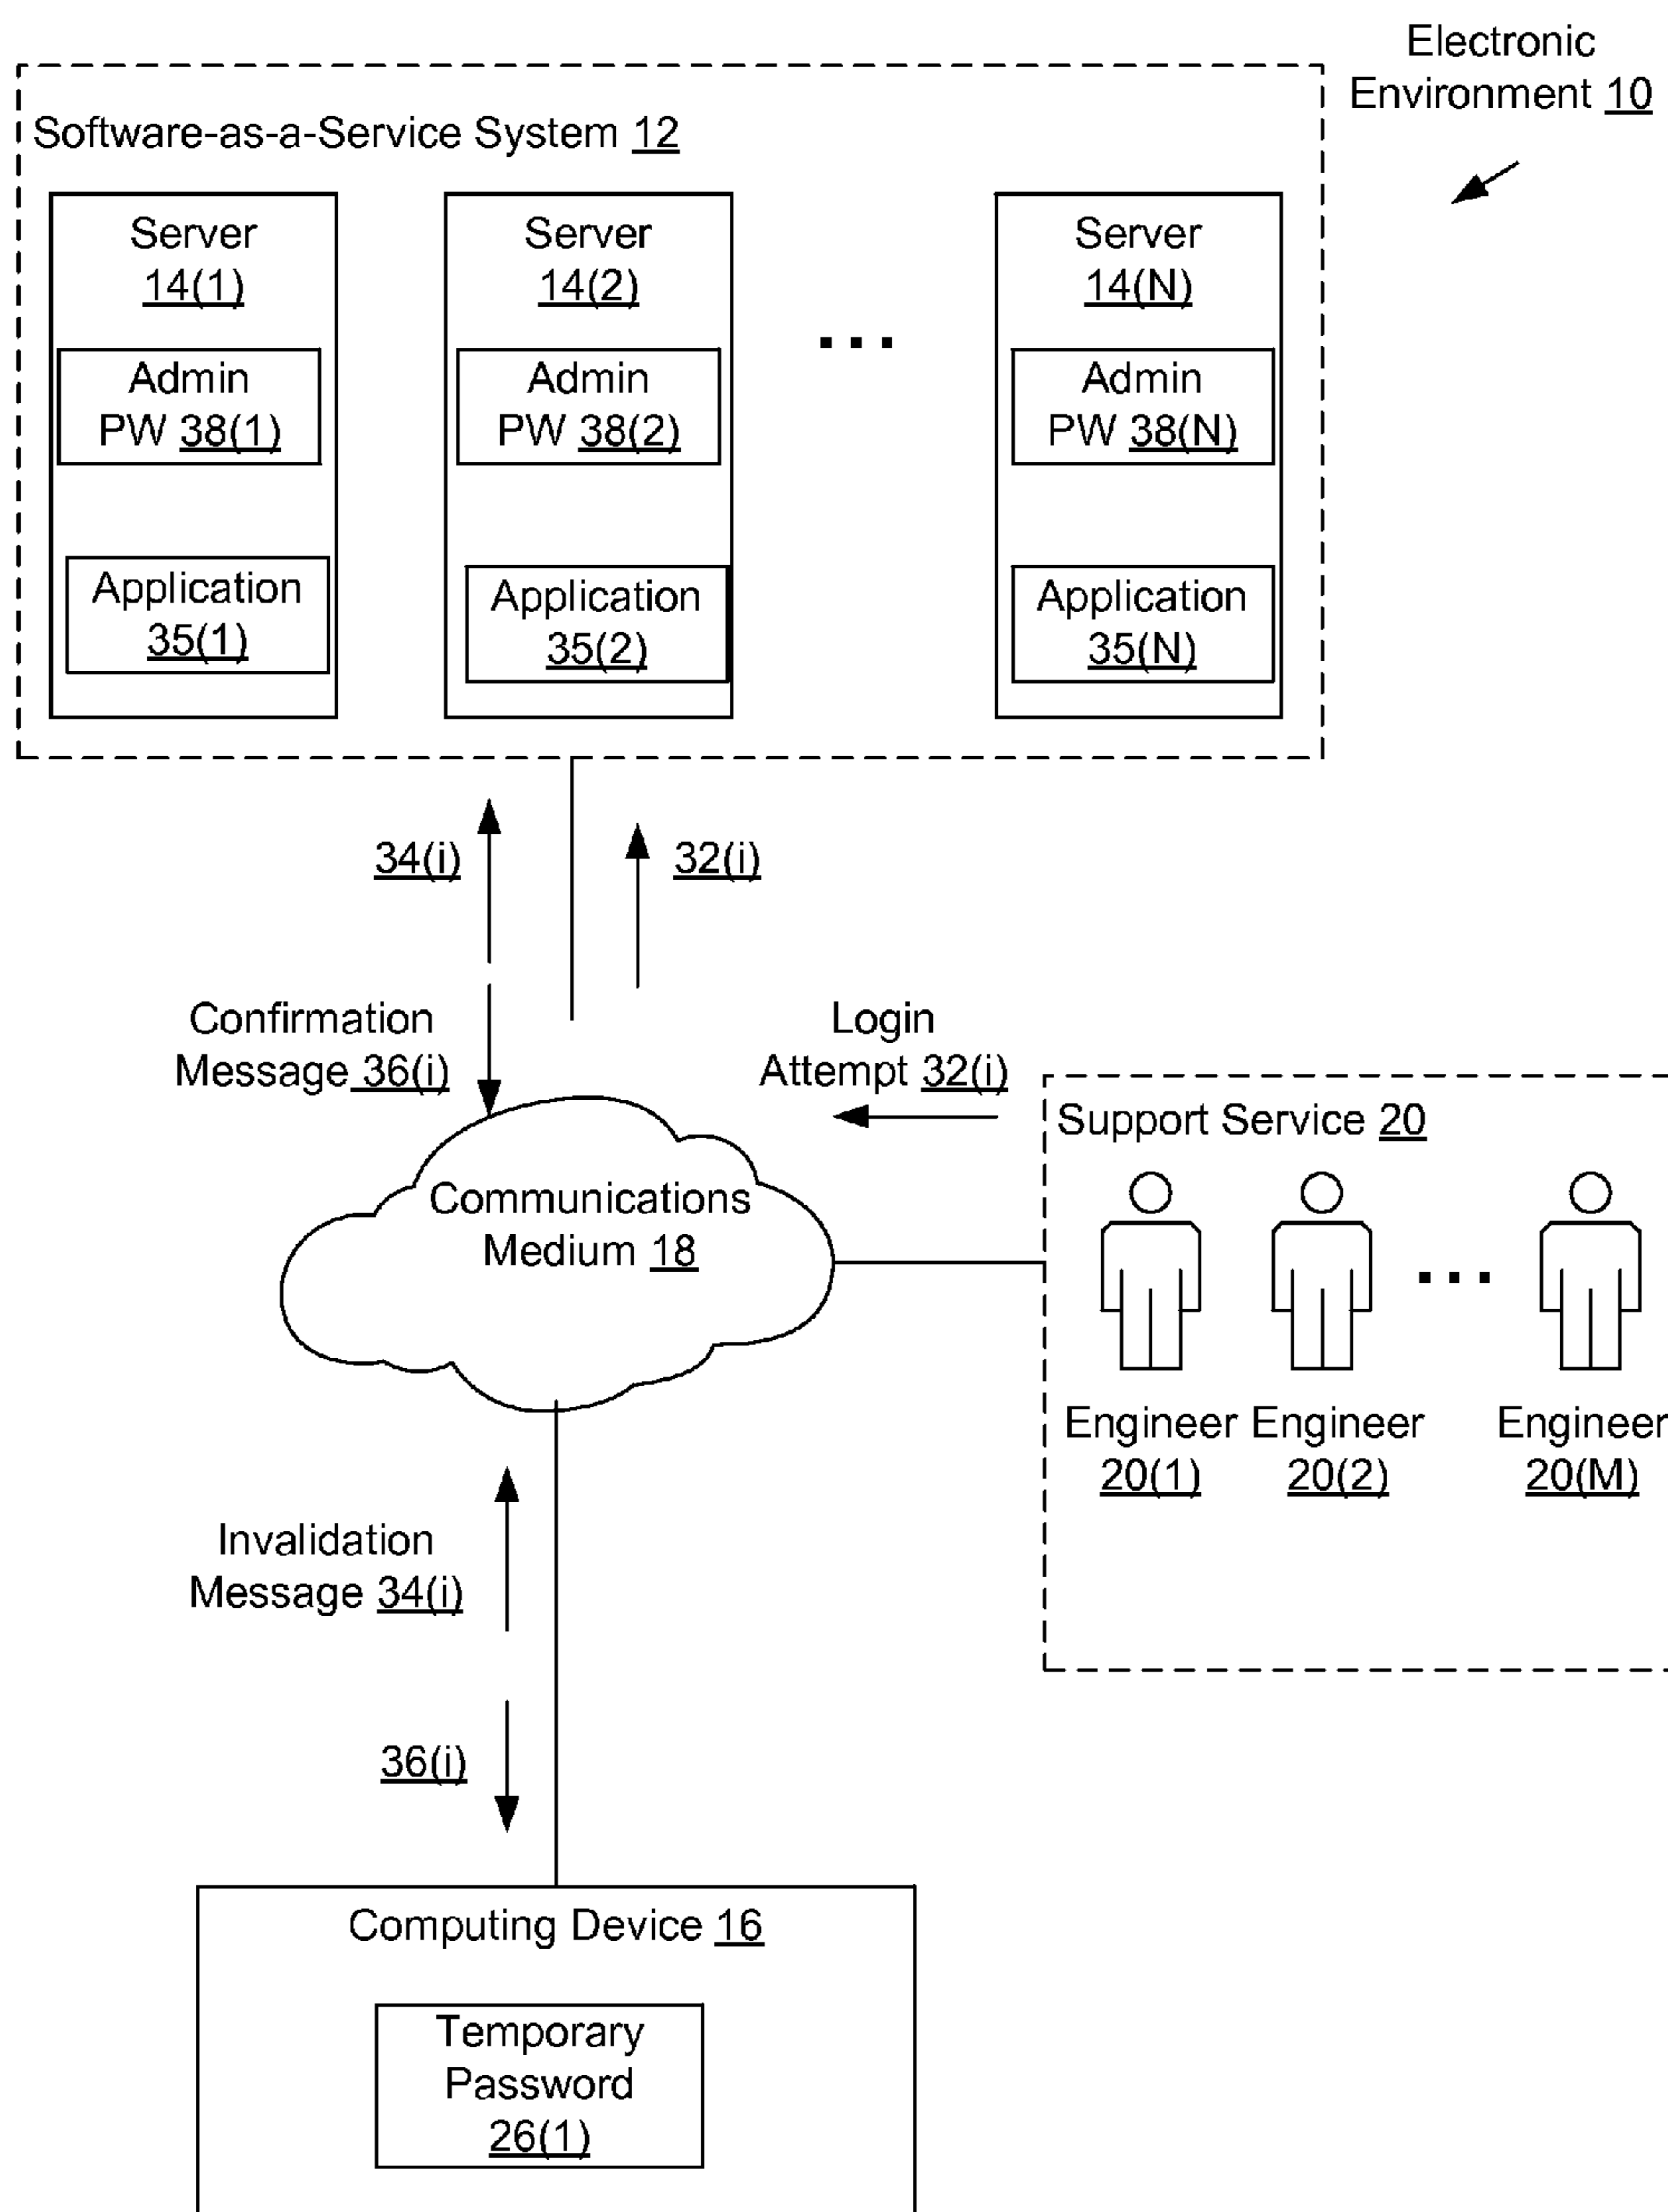 Electronic
Environment 10
Software-as-a-Service System 12
Server
14(1)
Admin
PW 38(1)
Application
35(1)
Server
14(2)
Admin
PW 38(2)
Application
35(2)
...
Server
14(N)
Admin
PW 38(N)
Application
35(N)
34(i)
32(i)
Confirmation
Message 36(i)
Login
Attempt 32(i)
Communications
Medium 18
Support Service 20
...
Engineer
20(1)
Engineer
20(2)
Engineer
20(M)
Invalidation
Message 34(i)
36(i)
Computing Device 16
Temporary
Password
26(1)